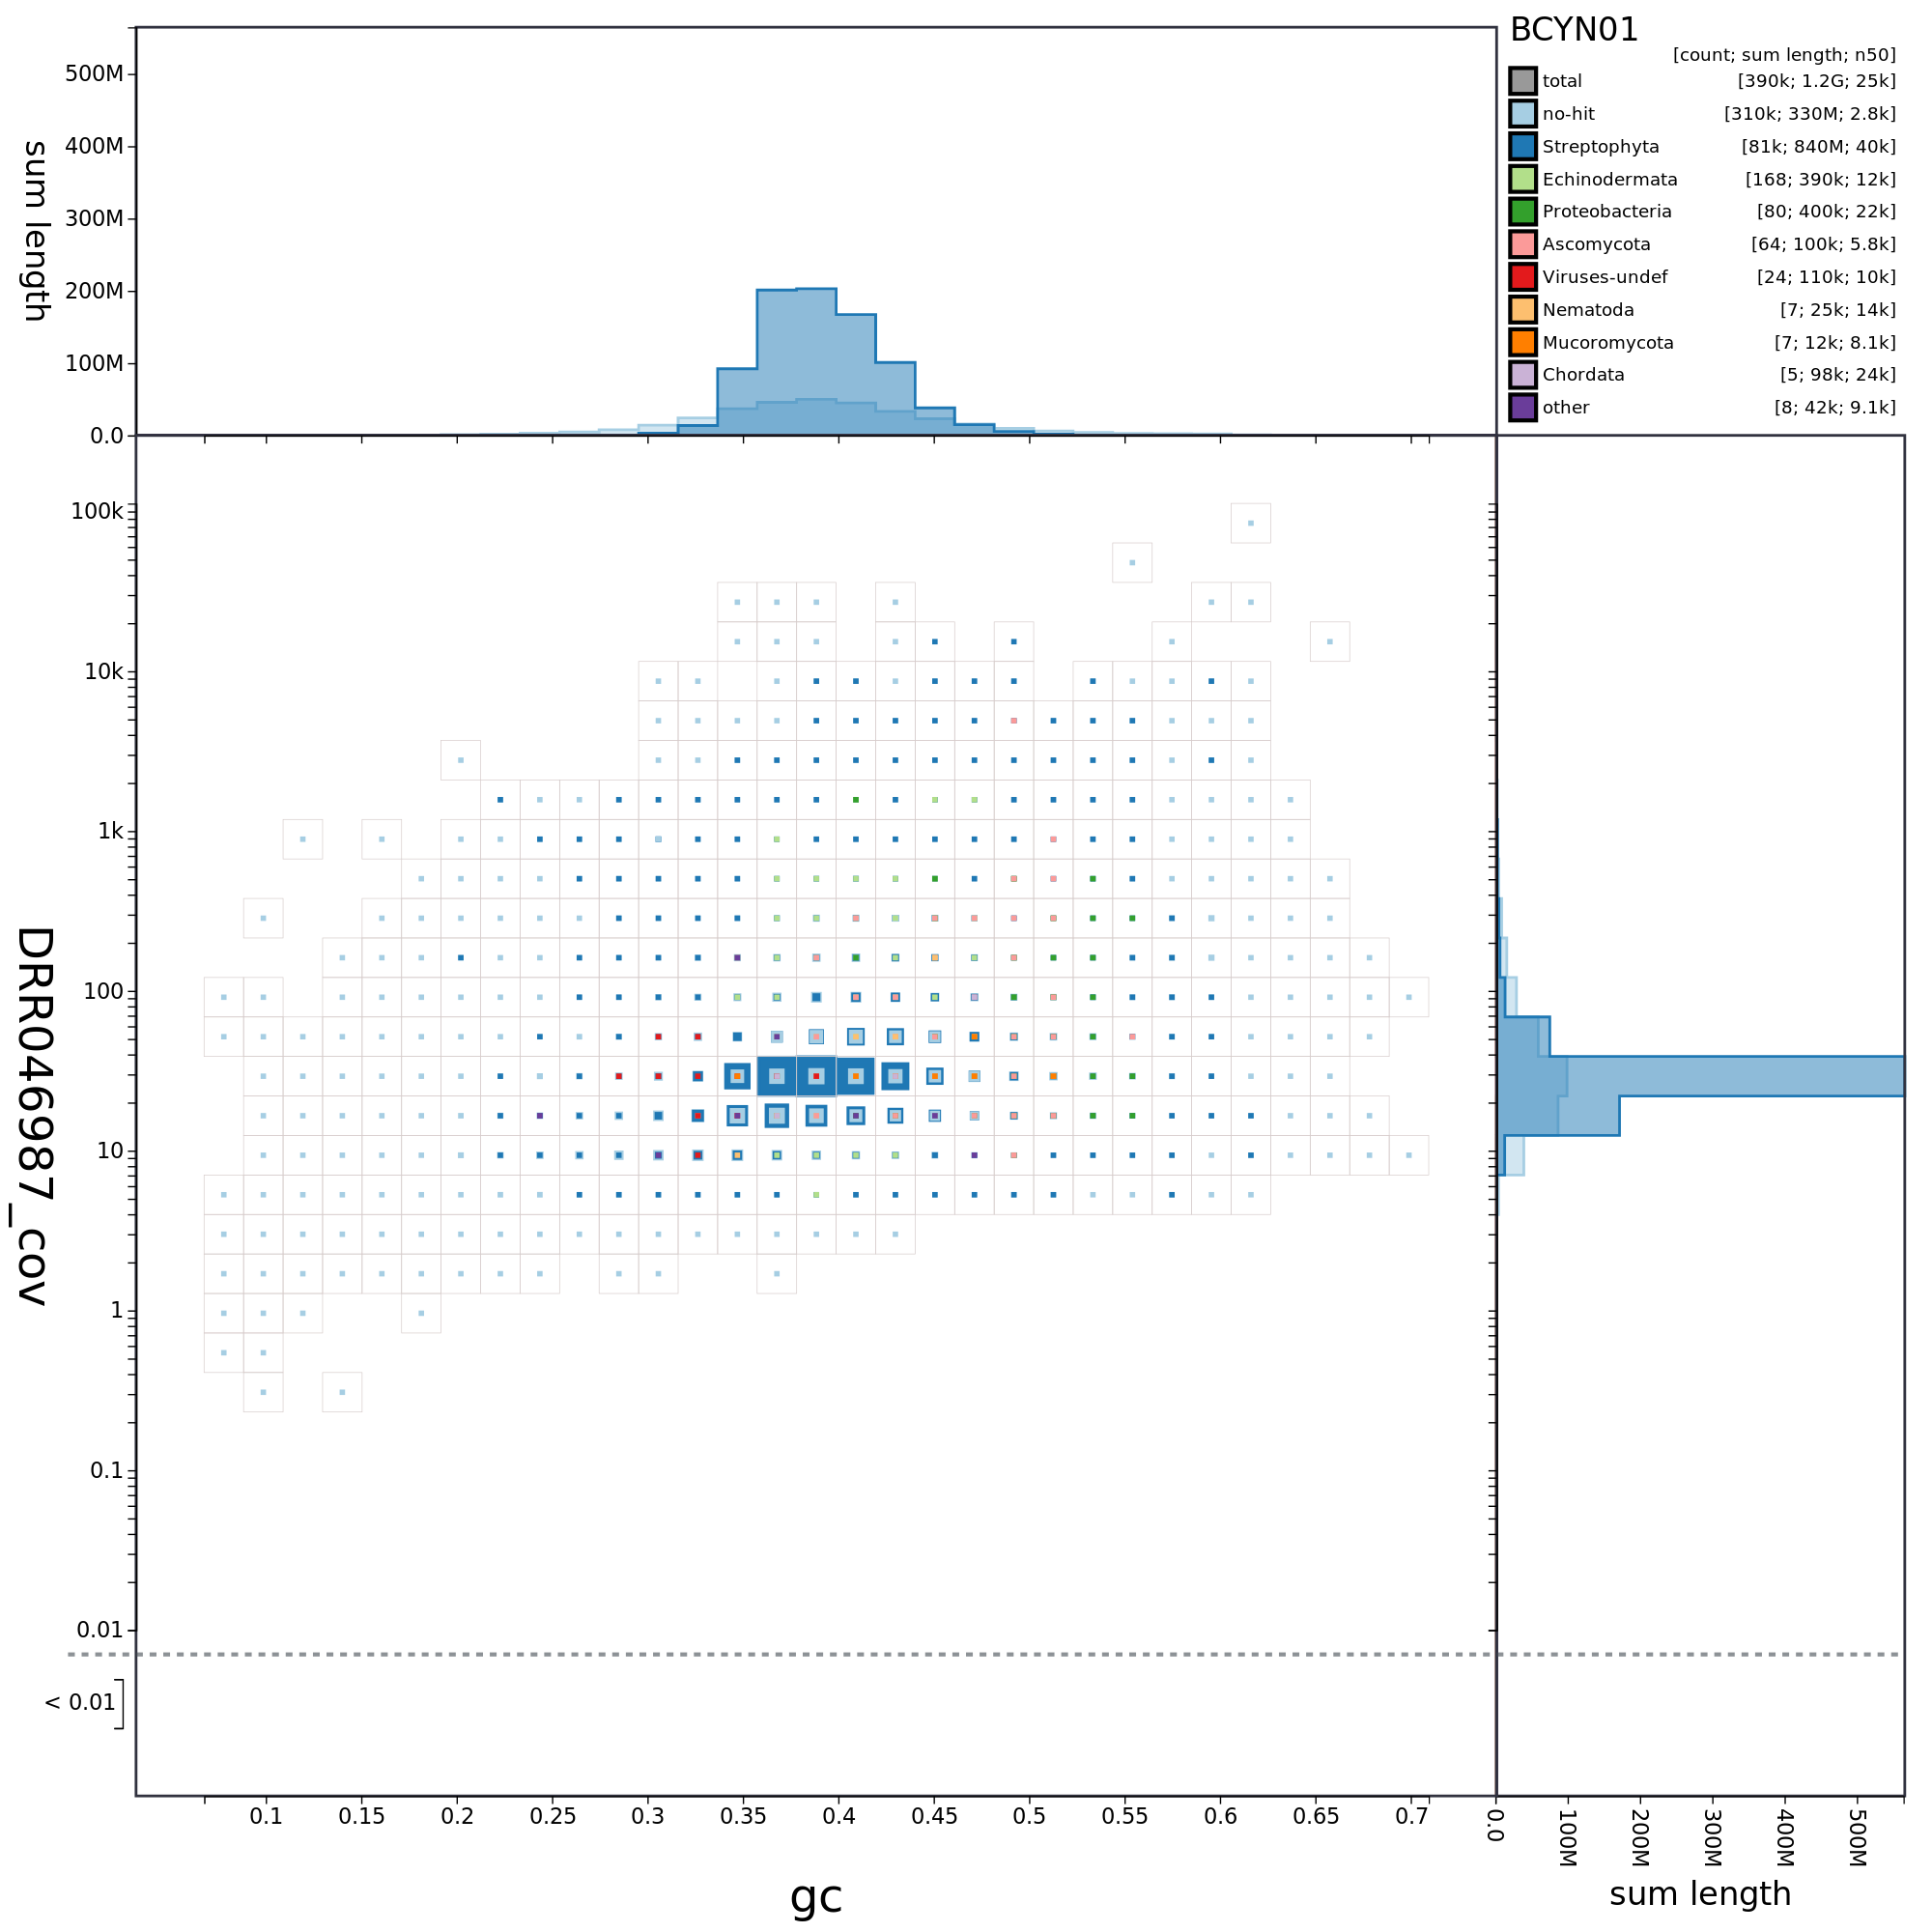 BCYN01
[count; sum length; n50]
total [390k; 1.2G; 25k]
no-hit [310k; 330M; 2.8k]
Streptophyta [81k; 840M; 40k]
Echinodermata [168; 390k; 12k]
Proteobacteria [80; 400k; 22k]
Ascomycota [64; 100k; 5.8k]
Viruses-undef [24; 110k; 10k]
Nematoda [7; 25k; 14k]
Mucoromycota [7; 12k; 8.1k]
Chordata [5; 98k; 24k]
other [8; 42k; 9.1k]
sum length
500M
400M
300M
200M
100M
0.0
DRR046987_cov
100k
10k
1k
100
10
1
0.1
0.01
< 0.01
0.1 0.15 0.2 0.25 0.3 0.35 0.4 0.45 0.5 0.55 0.6 0.65 0.7
gc
0.0 100M 200M 300M 400M 500M
sum length